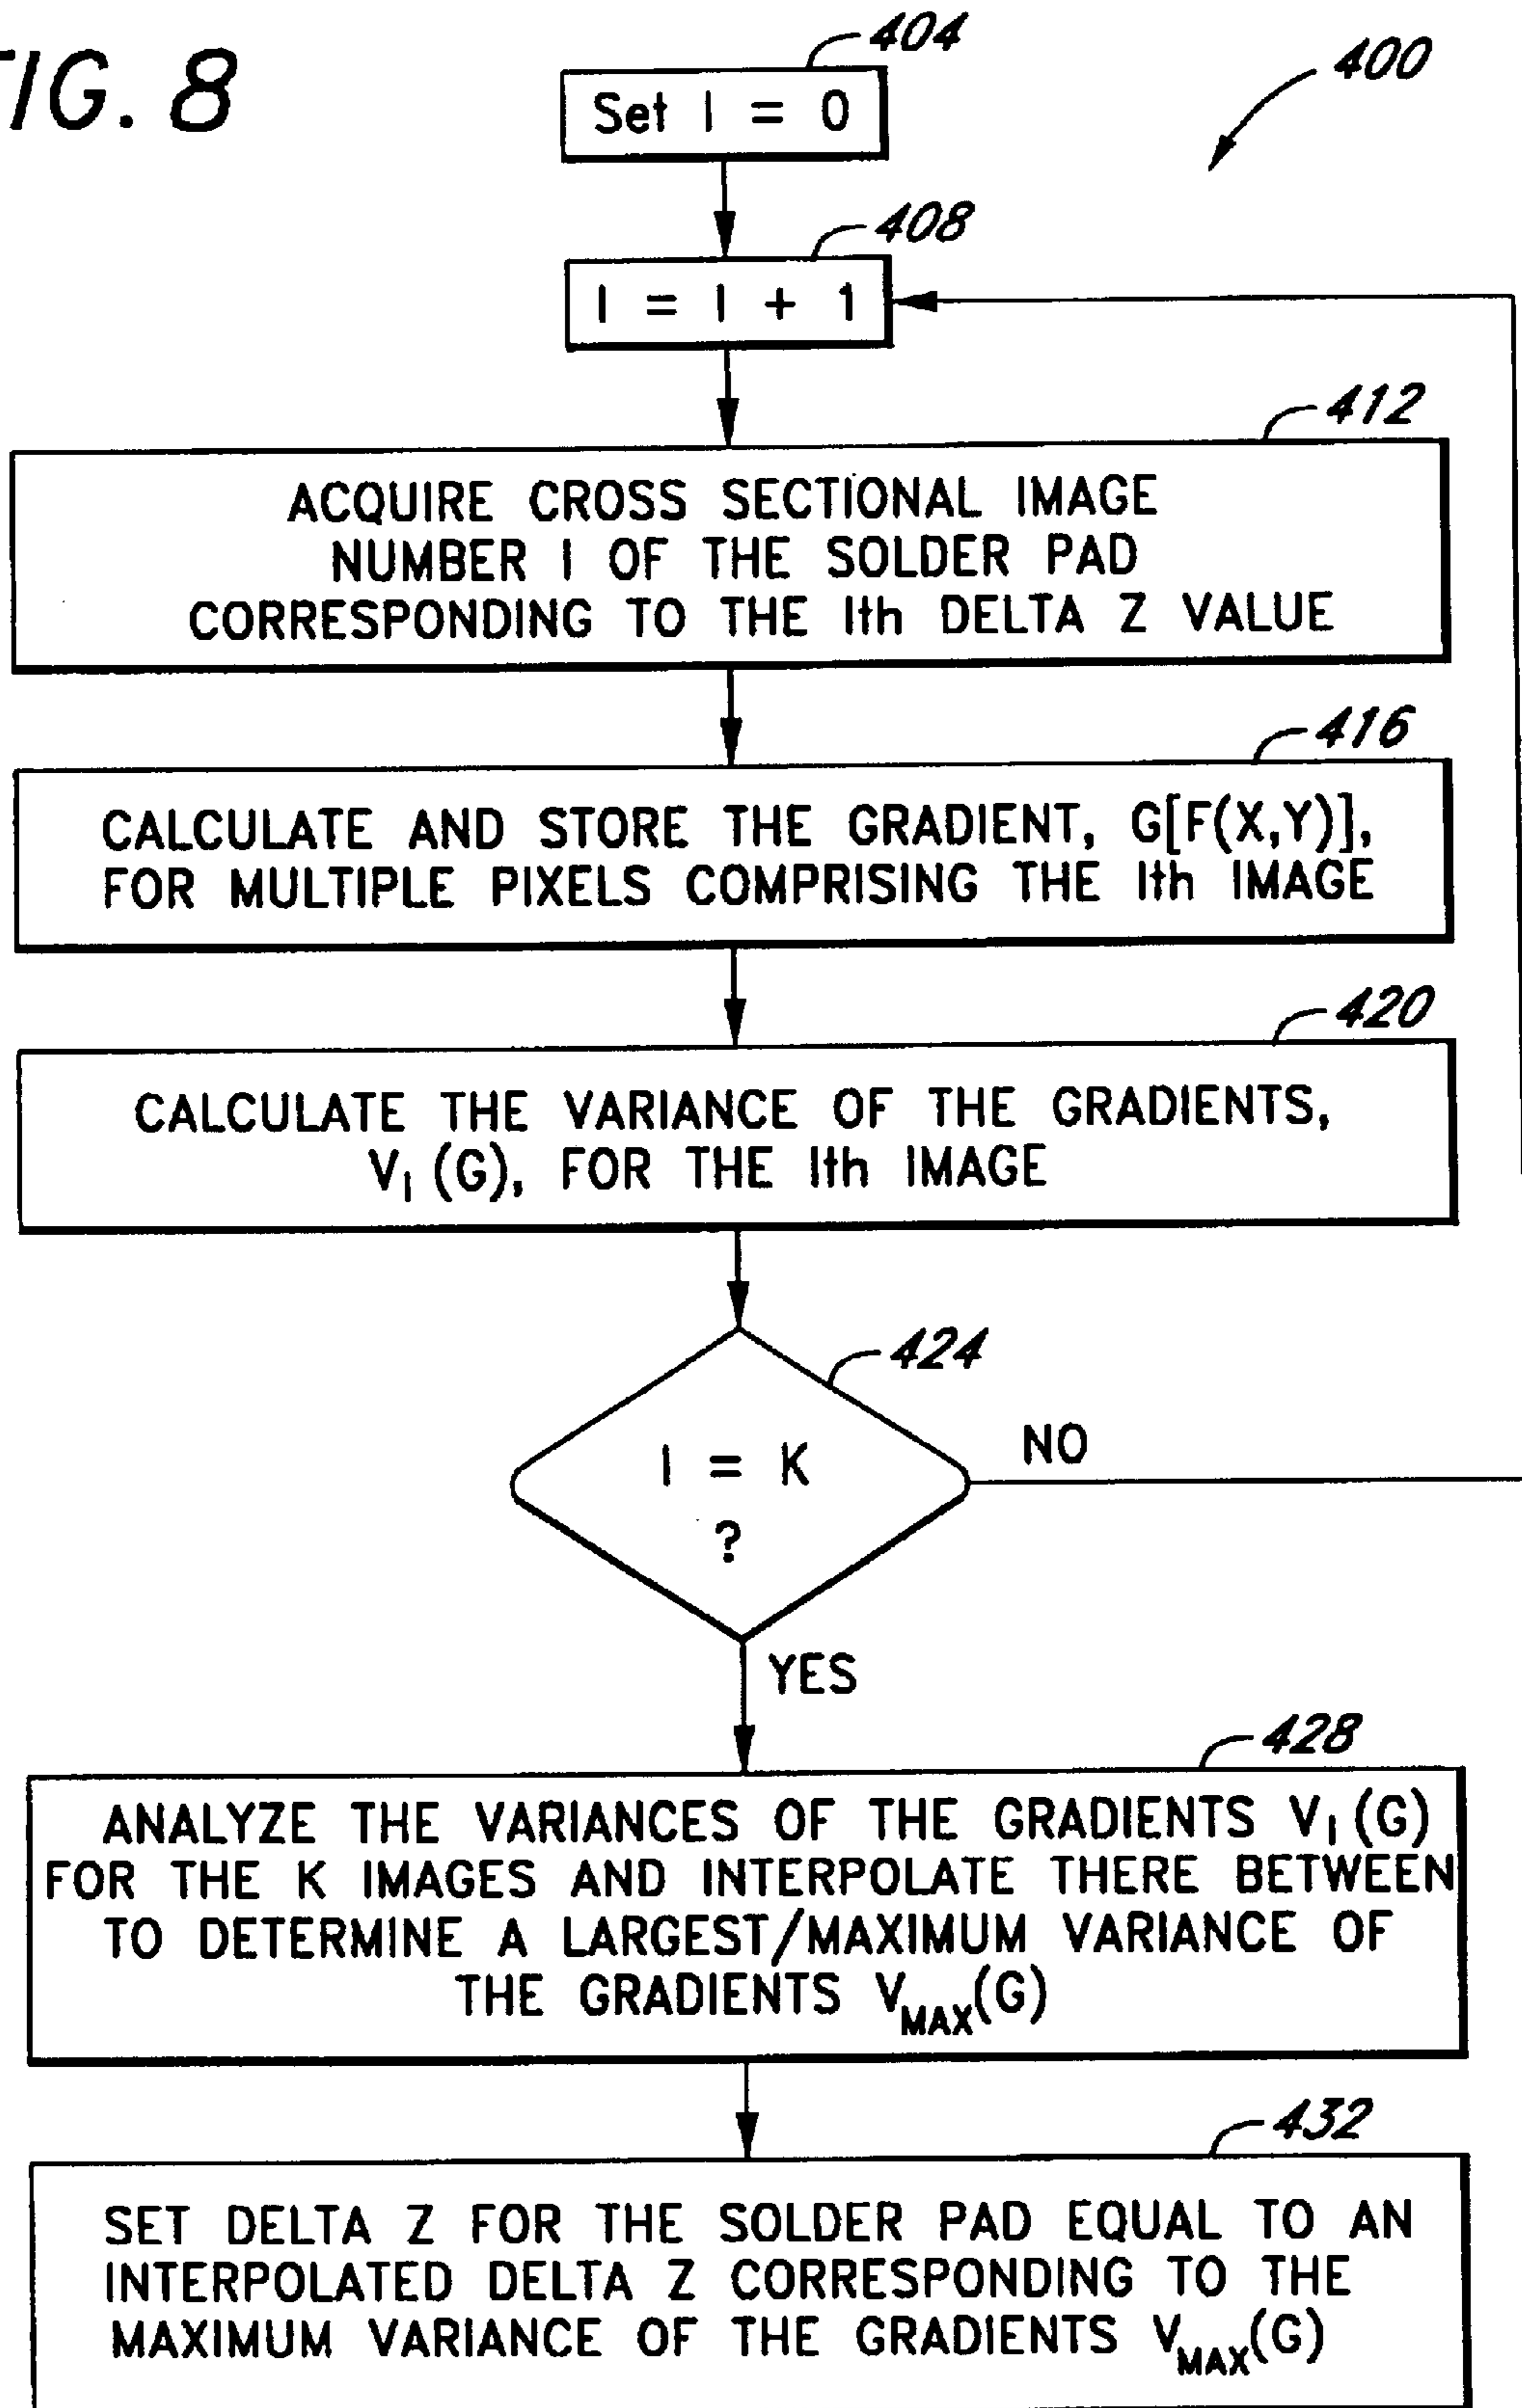 FIG. 8
404
400
Set I = 0
408
I = I + 1
412
ACQUIRE CROSS SECTIONAL IMAGE
NUMBER I OF THE SOLDER PAD
CORRESPONDING TO THE Ith DELTA Z VALUE
416
CALCULATE AND STORE THE GRADIENT, G[F(X,Y)],
FOR MULTIPLE PIXELS COMPRISING THE Ith IMAGE
420
CALCULATE THE VARIANCE OF THE GRADIENTS,
VI (G), FOR THE Ith IMAGE
424
I = K
?
NO
YES
428
ANALYZE THE VARIANCES OF THE GRADIENTS VI (G)
FOR THE K IMAGES AND INTERPOLATE THERE BETWEEN
TO DETERMINE A LARGEST/MAXIMUM VARIANCE OF
THE GRADIENTS VMAX(G)
432
SET DELTA Z FOR THE SOLDER PAD EQUAL TO AN
INTERPOLATED DELTA Z CORRESPONDING TO THE
MAXIMUM VARIANCE OF THE GRADIENTS VMAX(G)